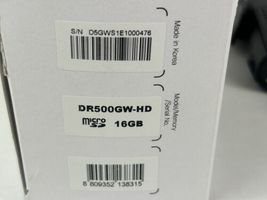 S/N D5GWS1E1000476
Made in Korea
DR500GW-HD
micro SD 16GB
Model/Memory
/Serial No.
8 809352 138315